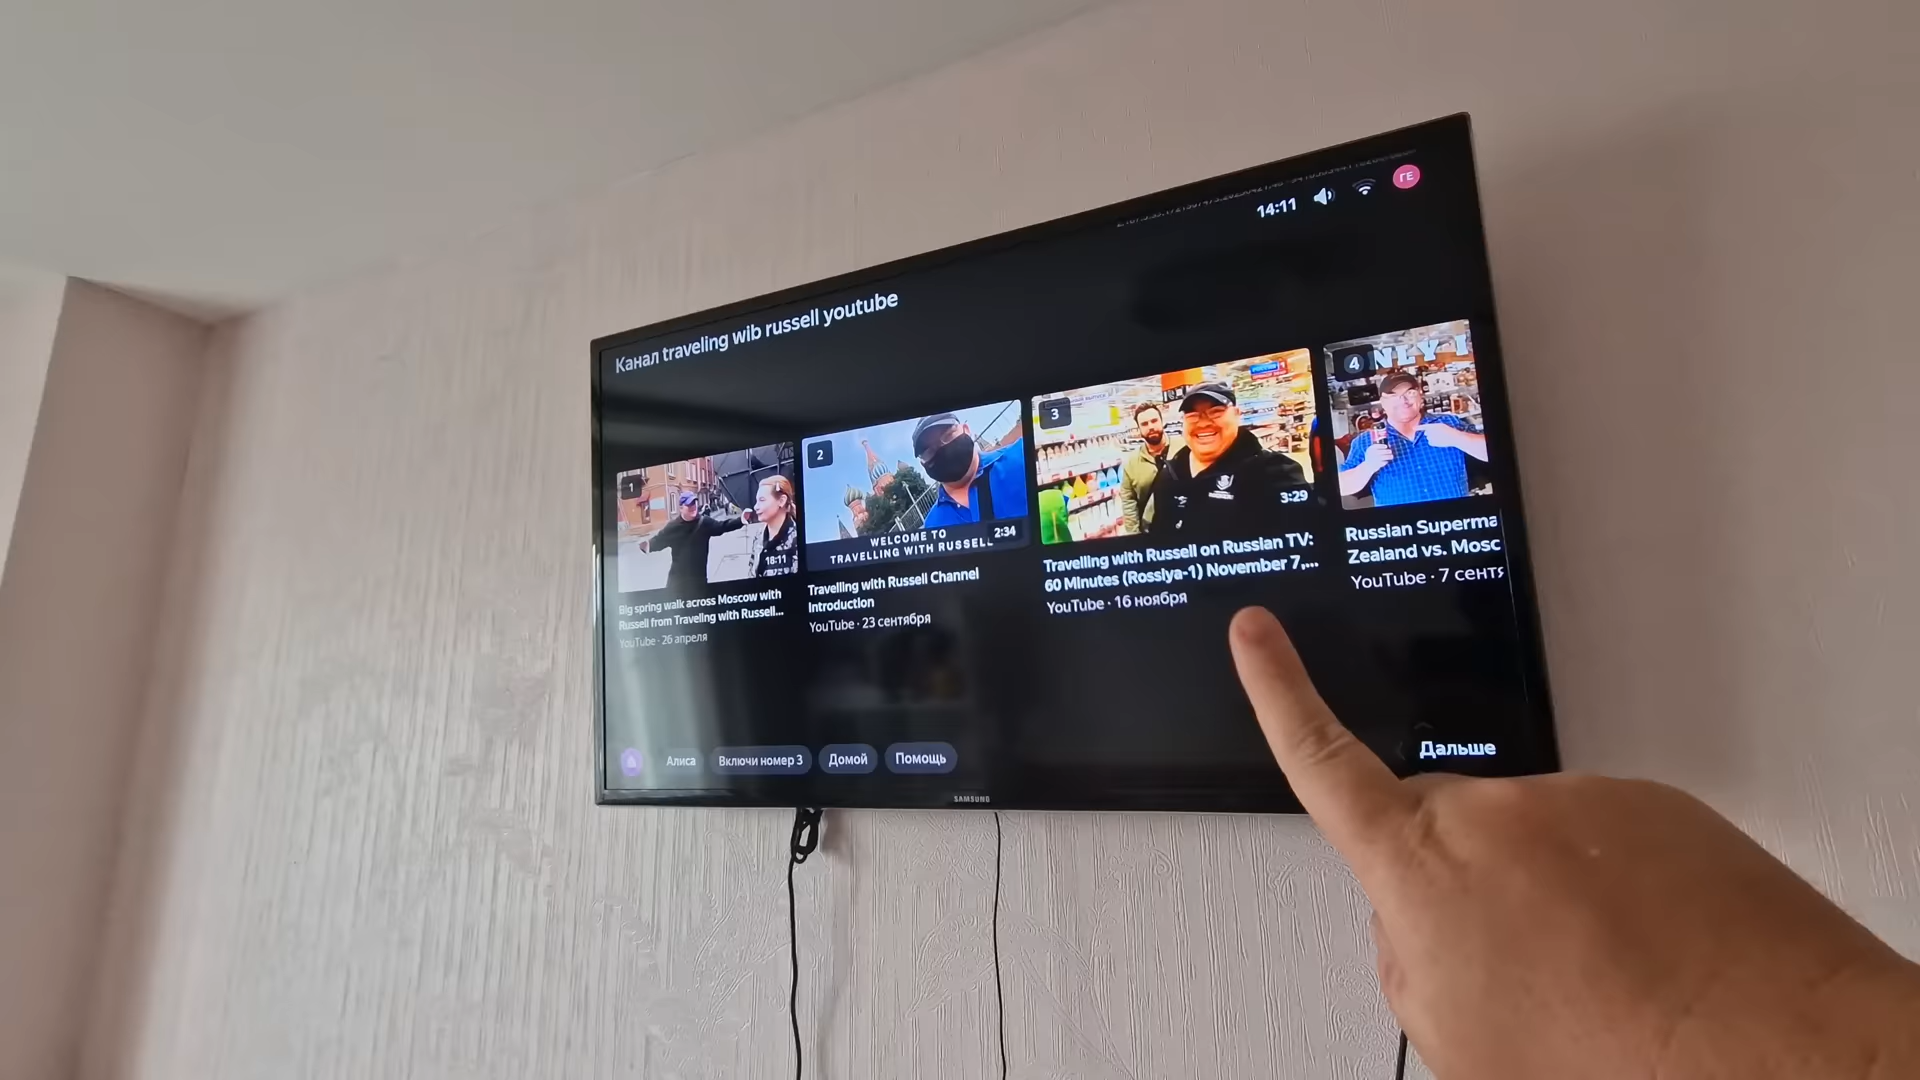 14:11
ГЕ
Канал traveling wib russell youtube
1
18:11
Big spring walk across Moscow with
Russell from Traveling with Russell...
YouTube · 26 апреля
2
WELCOME TO
TRAVELLING WITH RUSSELL
2:34
Travelling with Russell Channel
Introduction
YouTube · 23 сентября
3
РОССИЯ 1
3:29
Travelling with Russell on Russian TV:
60 Minutes (Rossiya-1) November 7,...
YouTube · 16 ноября
4
NLY I
Russian Superma
Zealand vs. Mosc
YouTube · 7 сентя
Алиса
Включи номер 3
Домой
Помощь
Дальше
SAMSUNG